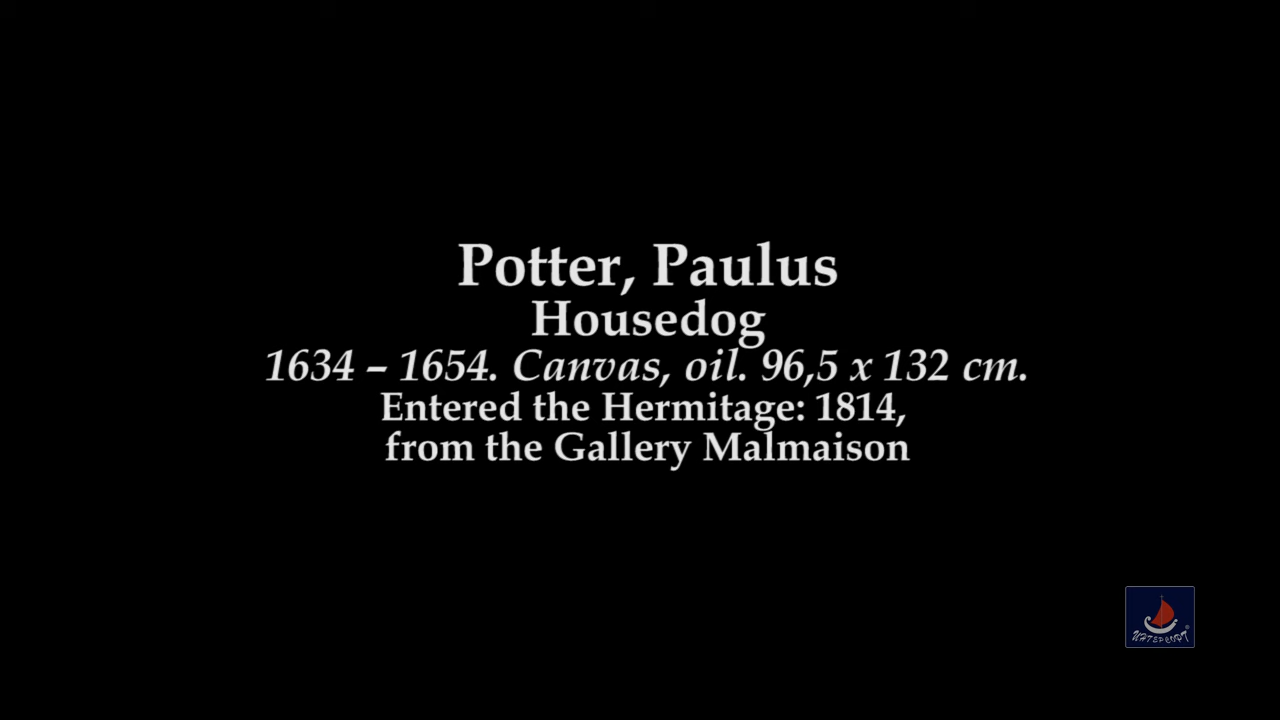 Potter, Paulus
Housedog
1634 – 1654. Canvas, oil. 96,5 x 132 cm.
Entered the Hermitage: 1814,
from the Gallery Malmaison
ИНТЕРСОФТ